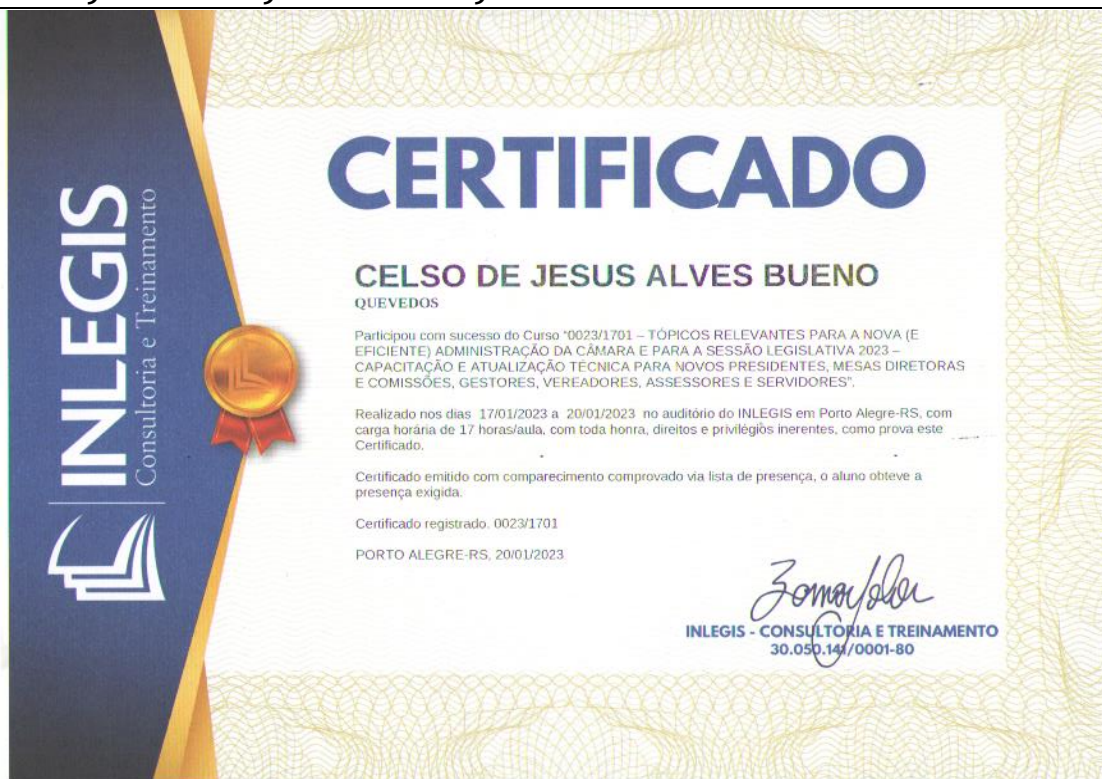 INLEGIS
Consultoria e Treinamento
CERTIFICADO
CELSO DE JESUS ALVES BUENO
QUEVEDOS
Participou com sucesso do Curso "0023/1701 – TÓPICOS RELEVANTES PARA A NOVA (E
EFICIENTE) ADMINISTRAÇÃO DA CÂMARA E PARA A SESSÃO LEGISLATIVA 2023 –
CAPACITAÇÃO E ATUALIZAÇÃO TÉCNICA PARA NOVOS PRESIDENTES, MESAS DIRETORAS
E COMISSÕES, GESTORES, VEREADORES, ASSESSORES E SERVIDORES".
Realizado nos dias 17/01/2023 a 20/01/2023 no auditório do INLEGIS em Porto Alegre-RS, com
carga horária de 17 horas/aula, com toda honra, direitos e privilégios inerentes, como prova este
Certificado.
Certificado emitido com comparecimento comprovado via lista de presença, o aluno obteve a
presença exigida.
Certificado registrado. 0023/1701
PORTO ALEGRE-RS, 20/01/2023
INLEGIS - CONSULTORIA E TREINAMENTO
30.050.141/0001-80